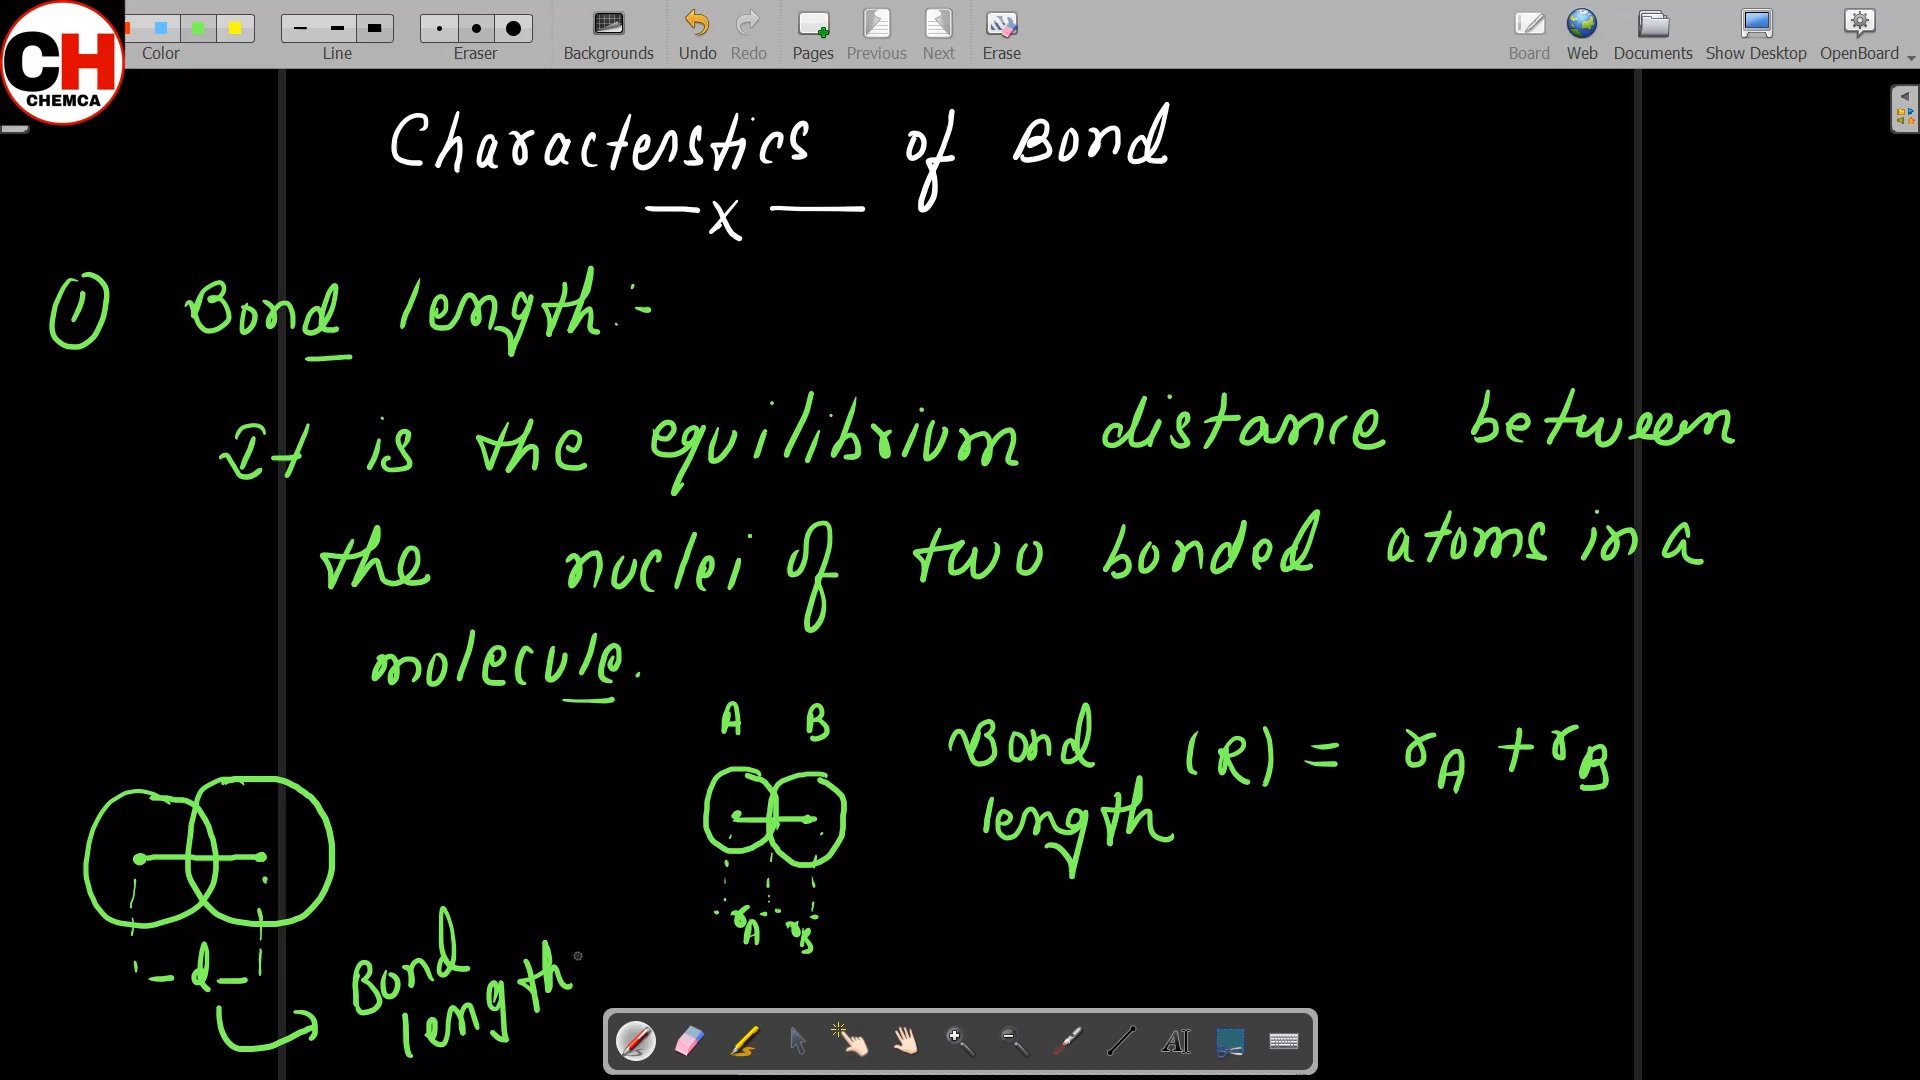 CH
CHEMCA
Color
Line
Eraser
Backgrounds
Undo
Redo
Pages
Previous
Next
Erase
Board
Web
Documents
Show Desktop
OpenBoard
Characterstics of Bond
— x —
① Bond length :-
It is the equilibrium distance between
the nuclei of two bonded atoms in a
molecule.
A B
Bond length (R) = rA + rB
rA rB
d
Bond length
AI